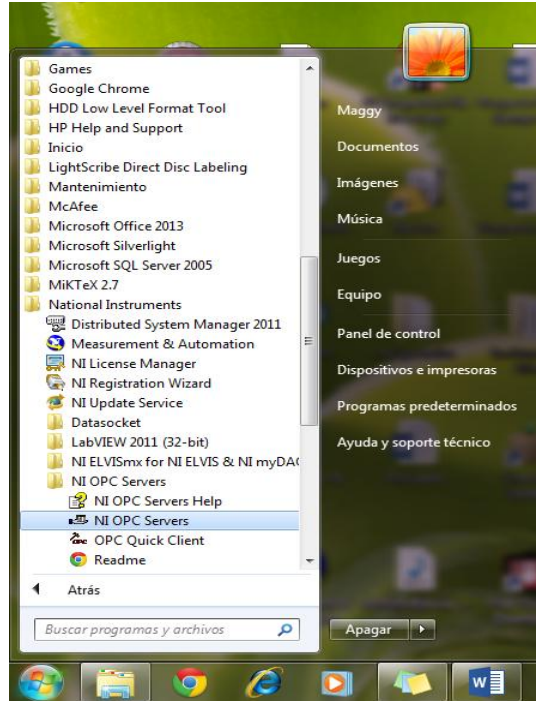 Games
Google Chrome
HDD Low Level Format Tool
HP Help and Support
Inicio
LightScribe Direct Disc Labeling
Mantenimiento
McAfee
Microsoft Office 2013
Microsoft Silverlight
Microsoft SQL Server 2005
MiKTeX 2.7
National Instruments
Distributed System Manager 2011
Measurement & Automation
NI License Manager
NI Registration Wizard
NI Update Service
Datasocket
LabVIEW 2011 (32-bit)
NI ELVISmx for NI ELVIS & NI myDA
NI OPC Servers
NI OPC Servers Help
NI OPC Servers
OPC Quick Client
Readme
Atrás
Buscar programas y archivos
Maggy
Documentos
Imágenes
Música
Juegos
Equipo
Panel de control
Dispositivos e impresoras
Programas predeterminados
Ayuda y soporte técnico
Apagar